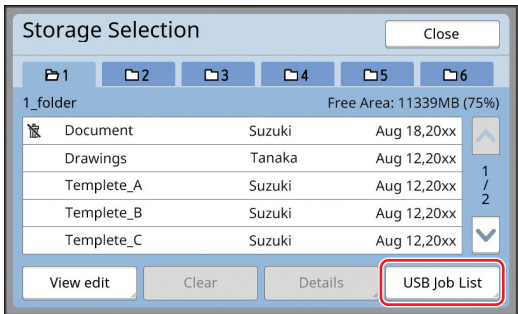 Storage Selection
Close
1 2 3 4 5 6
1_folder Free Area: 11339MB (75%)
Document Suzuki Aug 18,20xx
Drawings Tanaka Aug 12,20xx
Templete_A Suzuki Aug 12,20xx
Templete_B Suzuki Aug 12,20xx
Templete_C Suzuki Aug 12,20xx
1
/
2
View edit Clear Details USB Job List